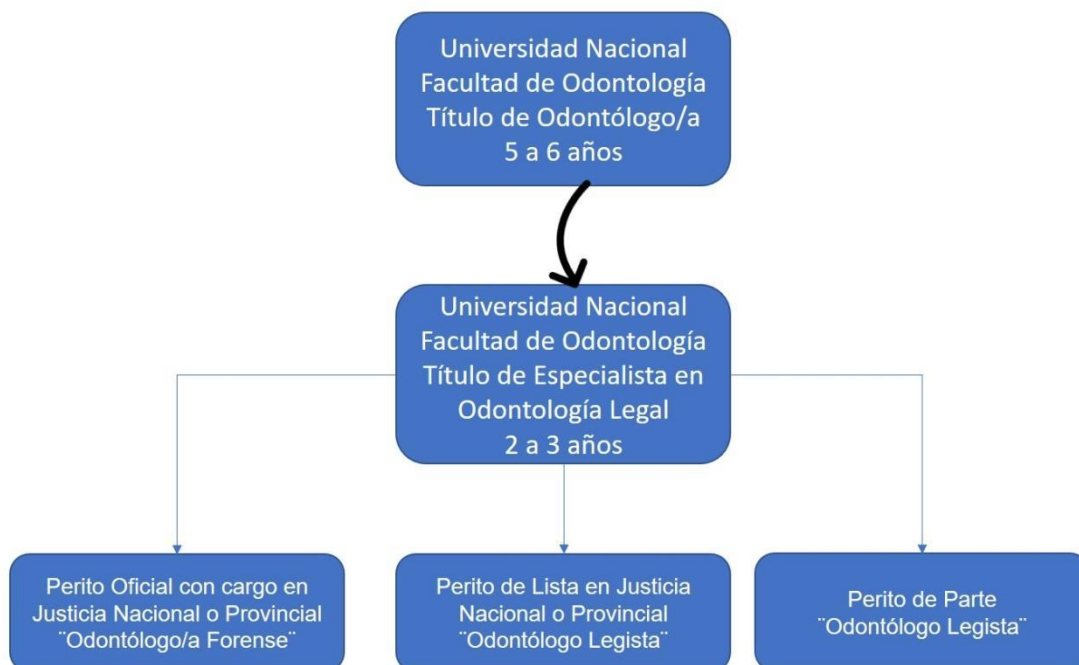 Universidad Nacional
Facultad de Odontología
Título de Odontólogo/a
5 a 6 años
Universidad Nacional
Facultad de Odontología
Título de Especialista en
Odontología Legal
2 a 3 años
Perito Oficial con cargo en
Justicia Nacional o Provincial
¨Odontólogo/a Forense¨
Perito de Lista en Justicia
Nacional o Provincial
¨Odontólogo Legista¨
Perito de Parte
¨Odontólogo Legista¨